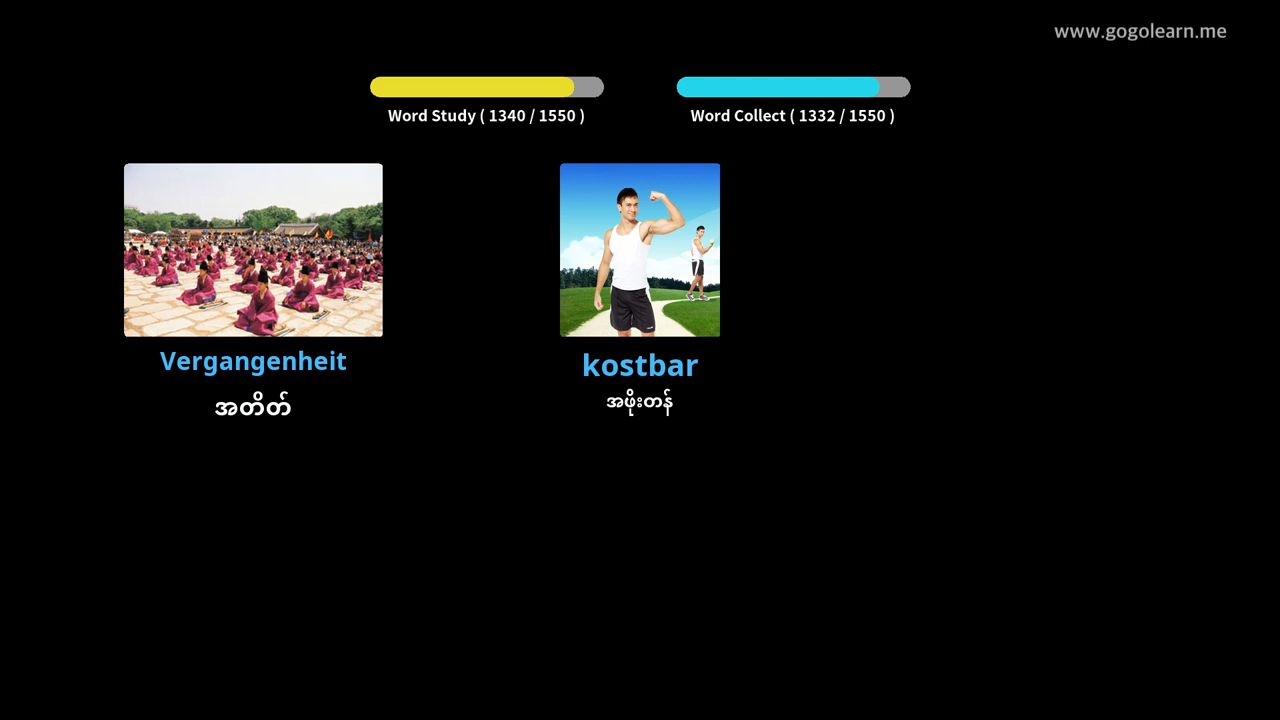 www.gogolearn.me
Word Study ( 1340 / 1550 )
Word Collect ( 1332 / 1550 )
Vergangenheit
အတိတ်
kostbar
အဖိုးတန်